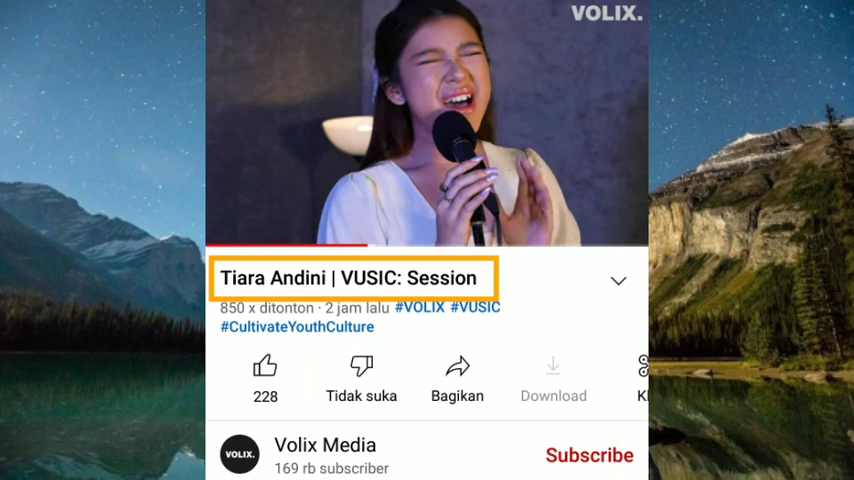 VOLIX.
Tiara Andini | VUSIC: Session
850 x ditonton · 2 jam lalu #VOLIX #VUSIC
#CultivateYouthCulture
228 Tidak suka Bagikan Download
VOLIX.
Volix Media
169 rb subscriber
Subscribe